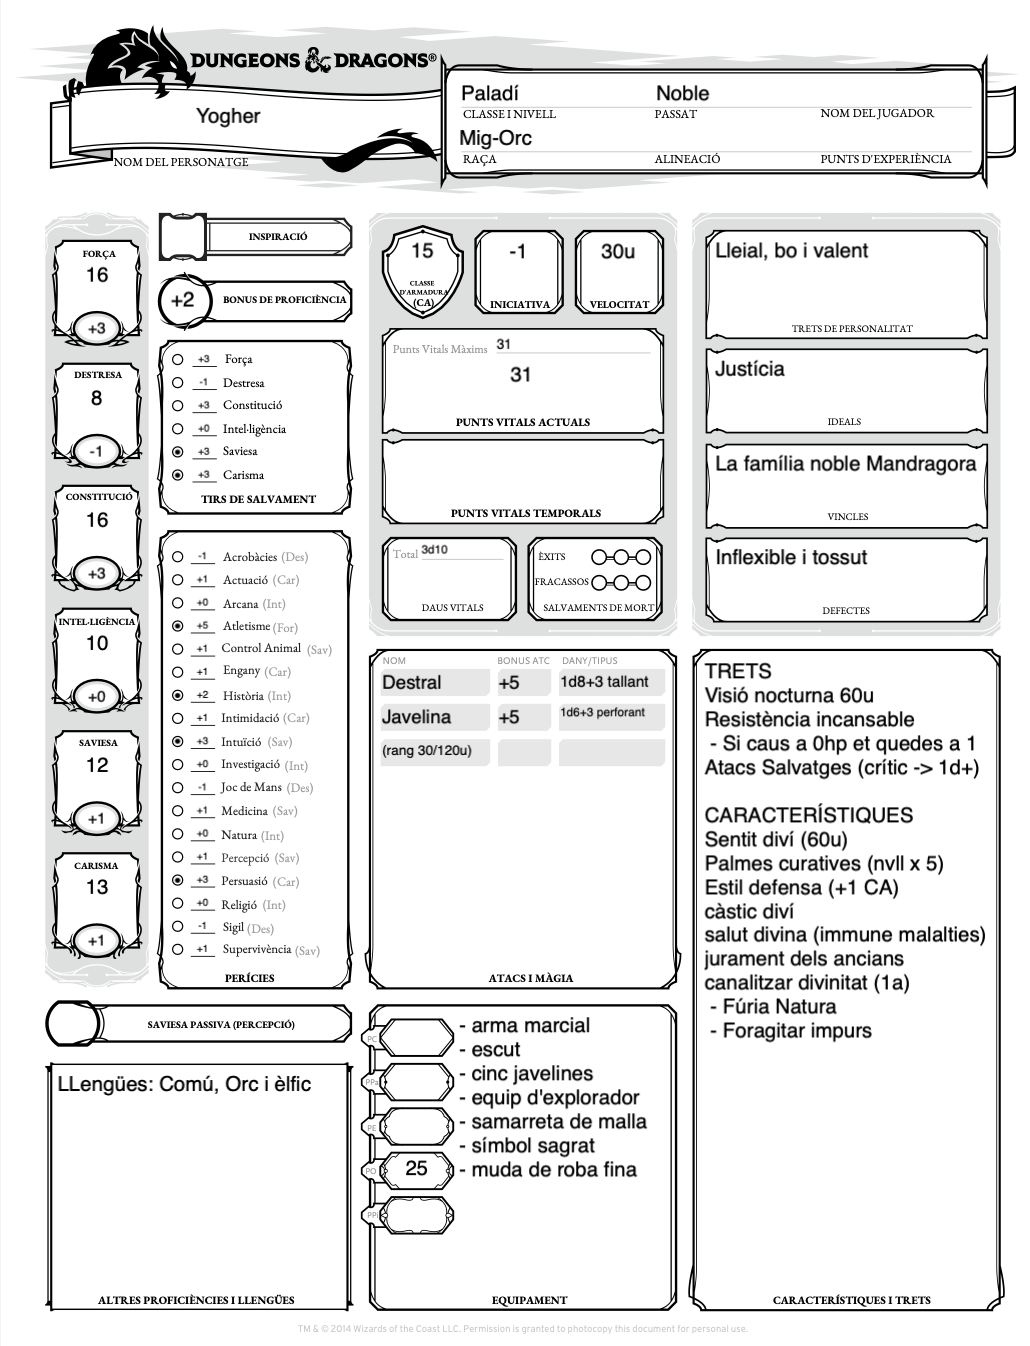 DUNGEONS & DRAGONS®
Yogher
NOM DEL PERSONATGE
Paladí
Noble
CLASSE I NIVELL
PASSAT
NOM DEL JUGADOR
Mig-Orc
RAÇA
ALINEACIÓ
PUNTS D'EXPERIÈNCIA
FORÇA
16
+3
DESTRESA
8
-1
CONSTITUCIÓ
16
+3
INTEL·LIGÈNCIA
10
+0
SAVIESA
12
+1
CARISMA
13
+1
INSPIRACIÓ
+2 BONUS DE PROFICIÈNCIA
+3 Força
-1 Destresa
+3 Constitució
+0 Intel·ligència
+3 Saviesa
+3 Carisma
TIRS DE SALVAMENT
-1 Acrobàcies (Des)
+1 Actuació (Car)
+0 Arcana (Int)
+5 Atletisme (For)
+1 Control Animal (Sav)
+1 Engany (Car)
+2 Història (Int)
+1 Intimidació (Car)
+3 Intuïció (Sav)
+0 Investigació (Int)
-1 Joc de Mans (Des)
+1 Medicina (Sav)
+0 Natura (Int)
+1 Percepció (Sav)
+3 Persuasió (Car)
+0 Religió (Int)
-1 Sigil (Des)
+1 Supervivència (Sav)
PERÍCIES
SAVIESA PASSIVA (PERCEPCIÓ)
LLengües: Comú, Orc i èlfic
ALTRES PROFICIÈNCIES I LLENGÜES
15
CLASSE
D'ARMADURA
(CA)
-1
INICIATIVA
30u
VELOCITAT
Punts Vitals Màxims 31
31
PUNTS VITALS ACTUALS
PUNTS VITALS TEMPORALS
Total 3d10
DAUS VITALS
ÈXITS
FRACASSOS
SALVAMENTS DE MORT
NOM BONUS ATC DANY/TIPUS
Destral +5 1d8+3 tallant
Javelina +5 1d6+3 perforant
(rang 30/120u)
ATACS I MÀGIA
PC
PPa
PE
PO 25
PPl
- arma marcial
- escut
- cinc javelines
- equip d'explorador
- samarreta de malla
- símbol sagrat
- muda de roba fina
EQUIPAMENT
Lleial, bo i valent
TRETS DE PERSONALITAT
Justícia
IDEALS
La família noble Mandragora
VINCLES
Inflexible i tossut
DEFECTES
TRETS
Visió nocturna 60u
Resistència incansable
- Si caus a 0hp et quedes a 1
Atacs Salvatges (crític -> 1d+)
CARACTERÍSTIQUES
Sentit diví (60u)
Palmes curatives (nvll x 5)
Estil defensa (+1 CA)
càstic diví
salut divina (immune malalties)
jurament dels ancians
canalitzar divinitat (1a)
- Fúria Natura
- Foragitar impurs
CARACTERÍSTIQUES I TRETS
TM & © 2014 Wizards of the Coast LLC. Permission is granted to photocopy this document for personal use.